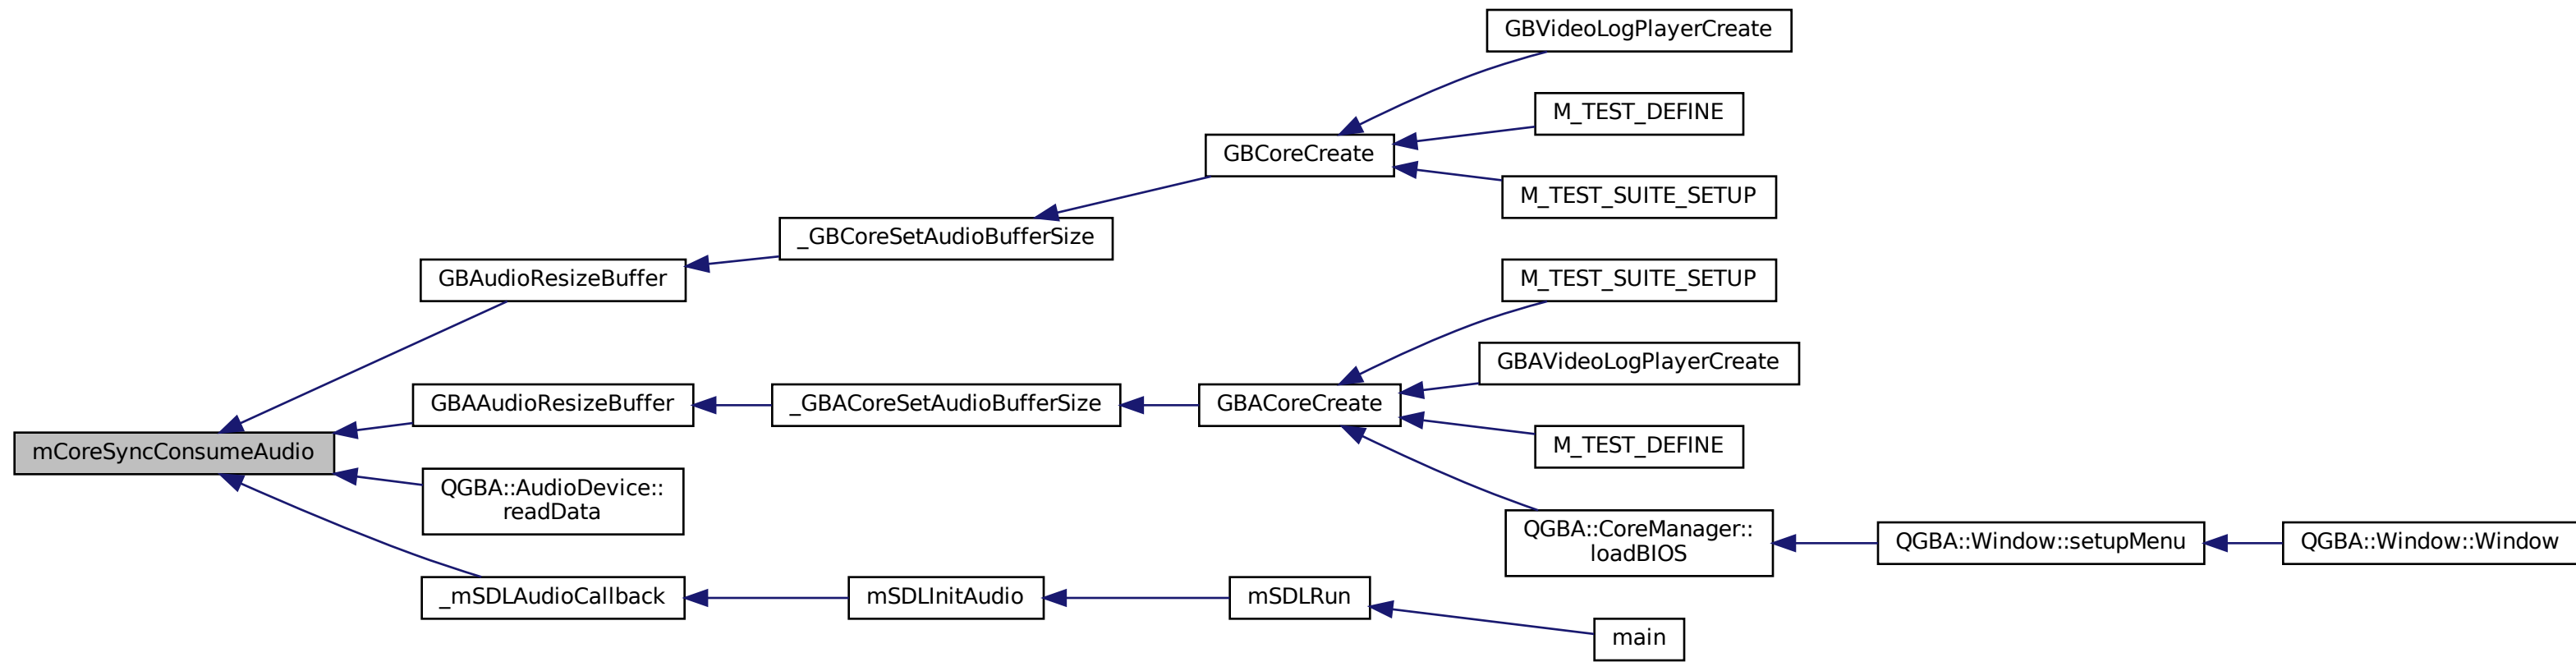 GBVideoLogPlayerCreate
M_TEST_DEFINE
GBCoreCreate
M_TEST_SUITE_SETUP
_GBCoreSetAudioBufferSize
GBAudioResizeBuffer
M_TEST_SUITE_SETUP
GBAVideoLogPlayerCreate
GBAAudioResizeBuffer
_GBACoreSetAudioBufferSize
GBACoreCreate
M_TEST_DEFINE
mCoreSyncConsumeAudio
QGBA::AudioDevice::
readData
QGBA::CoreManager::
loadBIOS
QGBA::Window::setupMenu
QGBA::Window::Window
_mSDLAudioCallback
mSDLInitAudio
mSDLRun
main